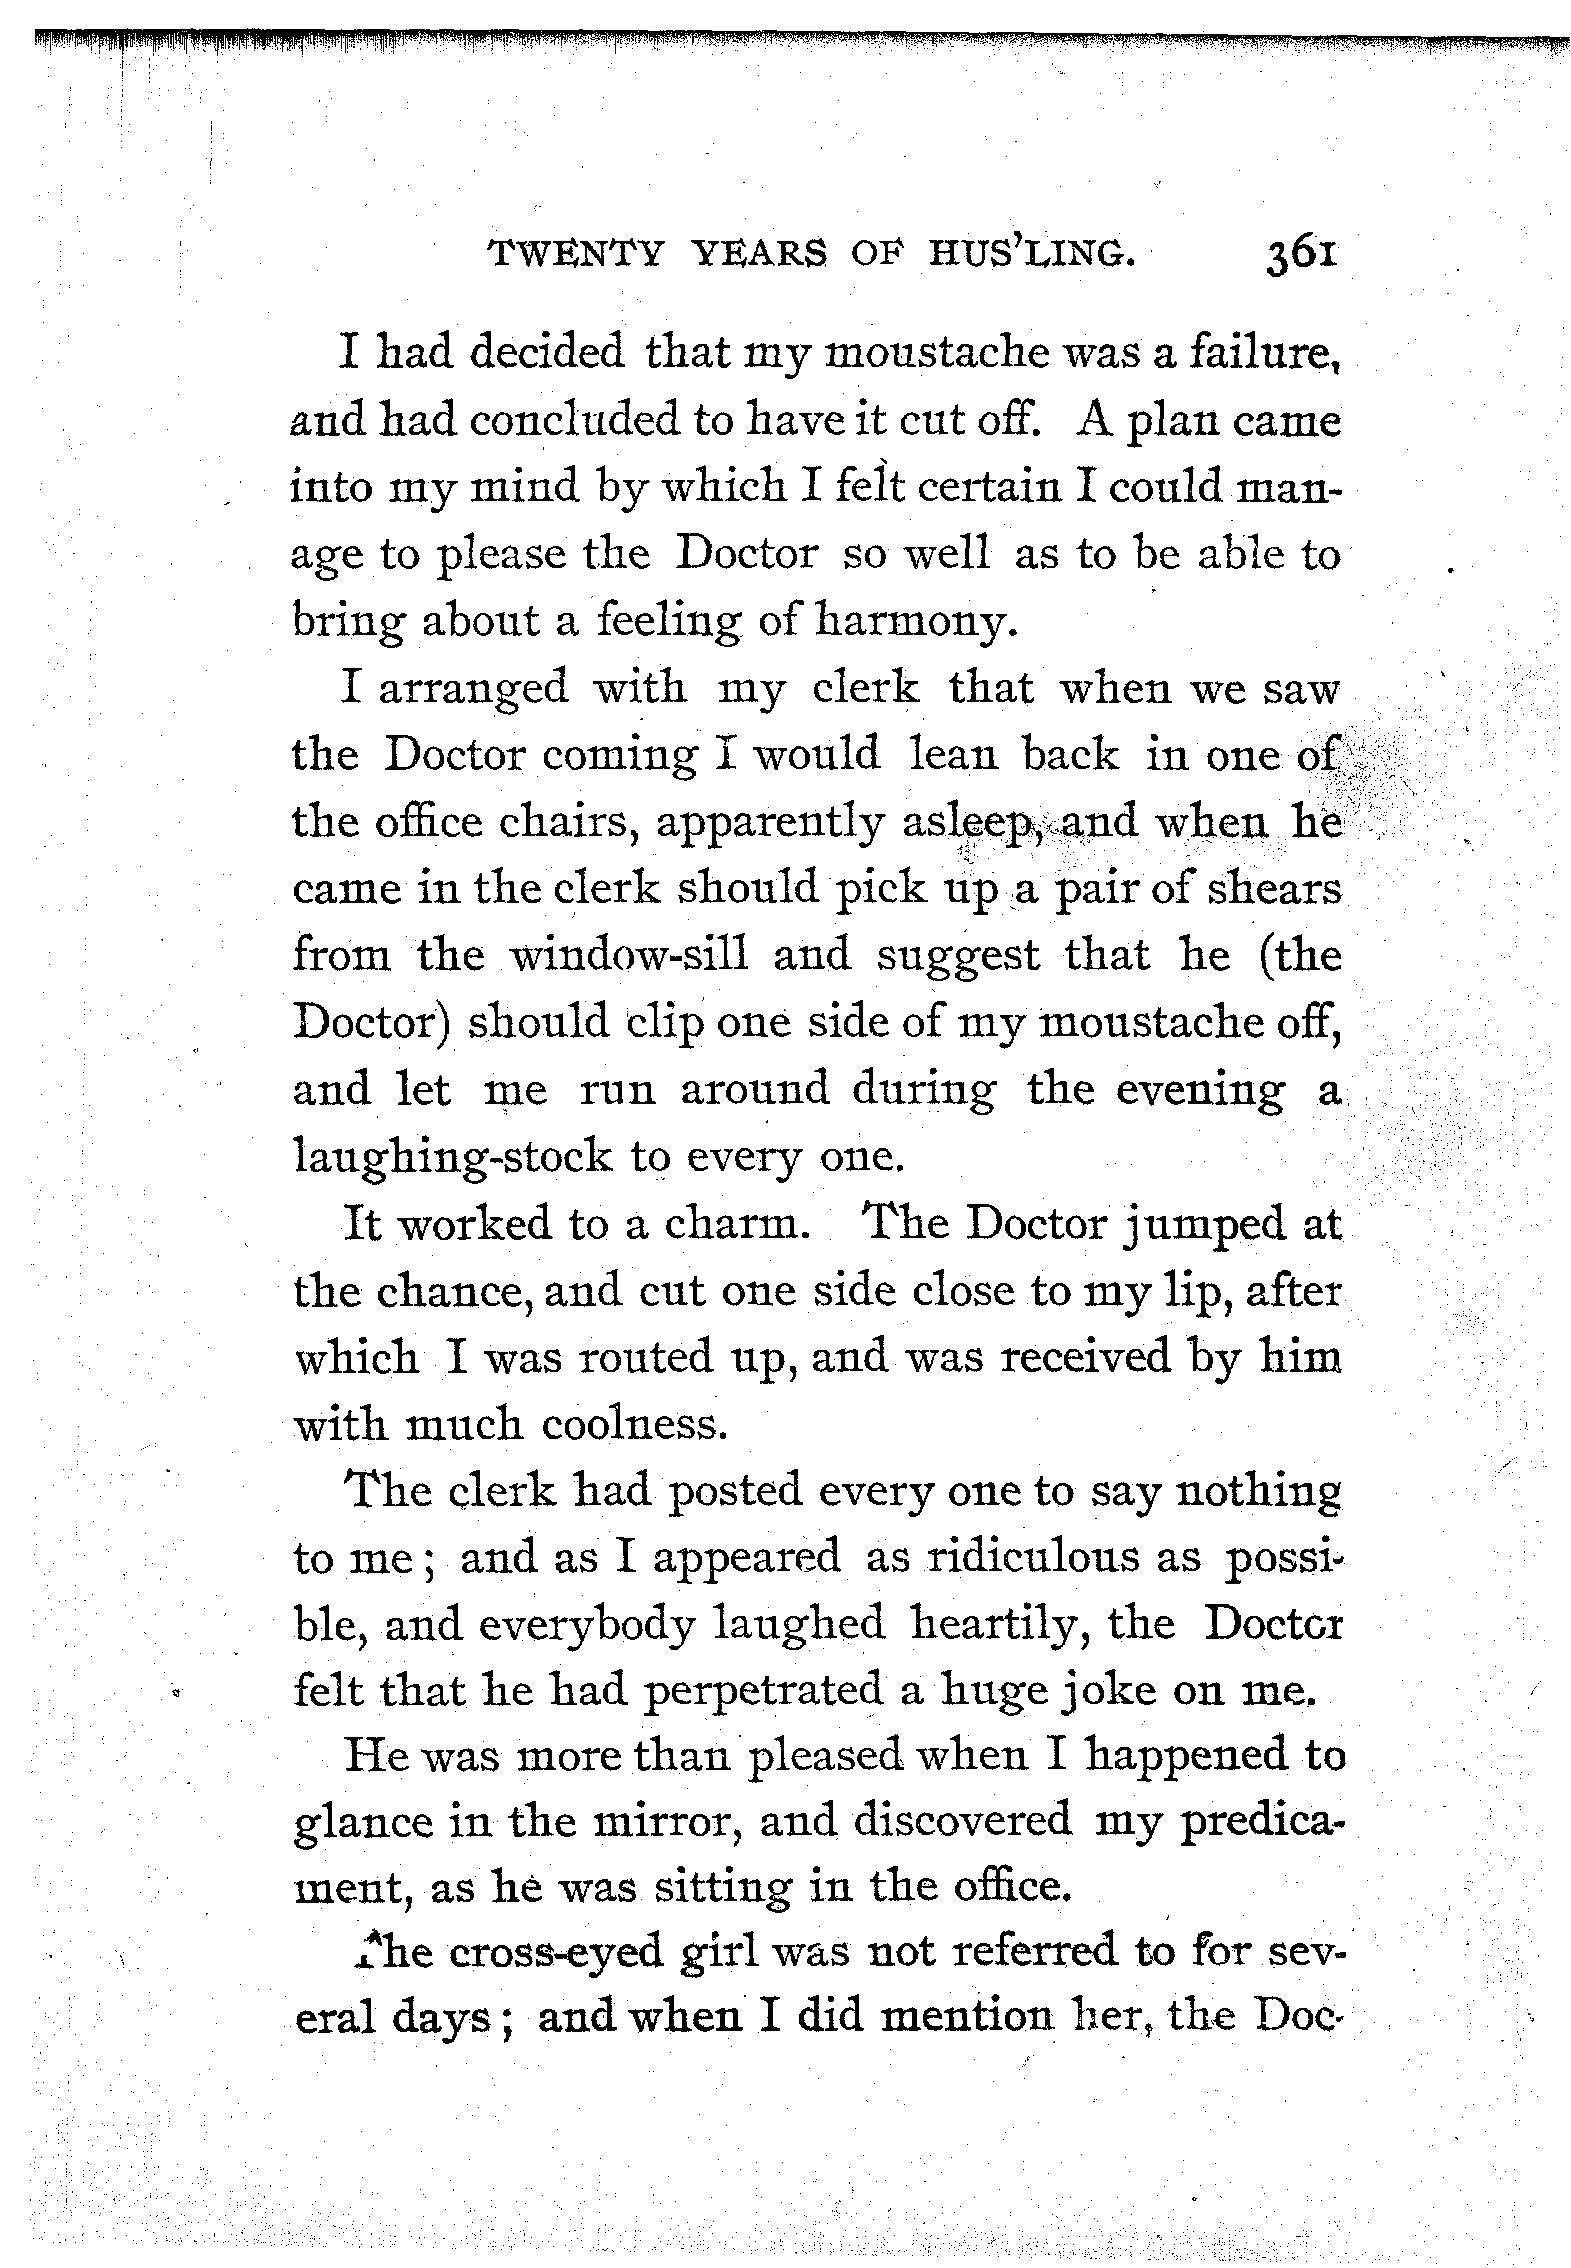 TWENTY YEARS OF HUS'LING. 361
I had decided that my moustache was a failure,
and had concluded to have it cut off. A plan came
into my mind by which I felt certain I could man-
age to please the Doctor so well as to be able to
bring about a feeling of harmony.
I arranged with my clerk that when we saw
the Doctor coming I would lean back in one of
the office chairs, apparently asleep, and when he
came in the clerk should pick up a pair of shears
from the window-sill and suggest that he (the
Doctor) should clip one side of my moustache off,
and let me run around during the evening a
laughing-stock to every one.
It worked to a charm. The Doctor jumped at
the chance, and cut one side close to my lip, after
which I was routed up, and was received by him
with much coolness.
The clerk had posted every one to say nothing
to me; and as I appeared as ridiculous as possi-
ble, and everybody laughed heartily, the Doctor
felt that he had perpetrated a huge joke on me.
He was more than pleased when I happened to
glance in the mirror, and discovered my predica-
ment, as he was sitting in the office.
The cross-eyed girl was not referred to for sev-
eral days; and when I did mention her, the Doc-